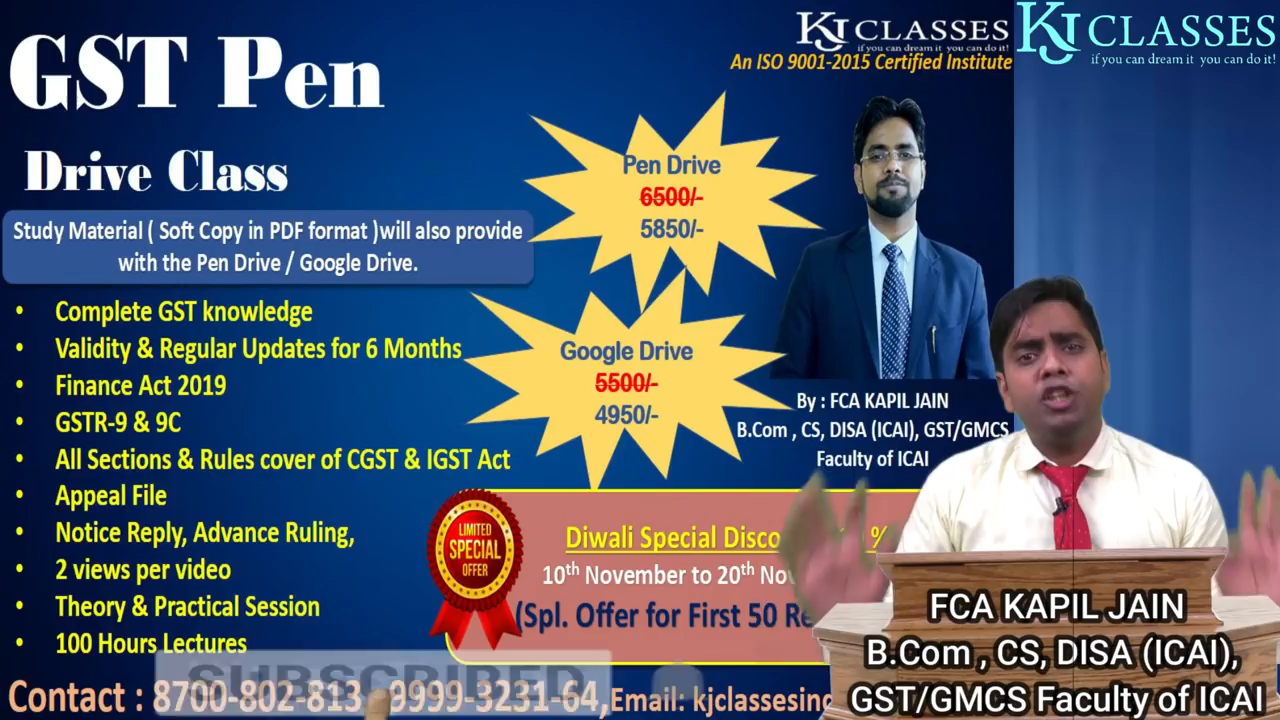 GST Pen
Drive Class
KJ CLASSES
if you can dream it you can do it!
An ISO 9001-2015 Certified Institute
KJ CLASSES
if you can dream it you can do it!
Study Material ( Soft Copy in PDF format )will also provide
with the Pen Drive / Google Drive.
Pen Drive
6500/-
5850/-
Google Drive
5500/-
4950/-
• Complete GST knowledge
• Validity & Regular Updates for 6 Months
• Finance Act 2019
• GSTR-9 & 9C
• All Sections & Rules cover of CGST & IGST Act
• Appeal File
• Notice Reply, Advance Ruling,
• 2 views per video
• Theory & Practical Session
• 100 Hours Lectures
By : FCA KAPIL JAIN
B.Com , CS, DISA (ICAI), GST/GMCS
Faculty of ICAI
LIMITED
SPECIAL
OFFER
Diwali Special %
10th November to 20th
(Spl. Offer for First 50
SUBSCRIBED
Contact : 8700-802-813 9999-3231-64,Email:
FCA KAPIL JAIN
B.Com , CS, DISA (ICAI),
GST/GMCS Faculty of ICAI